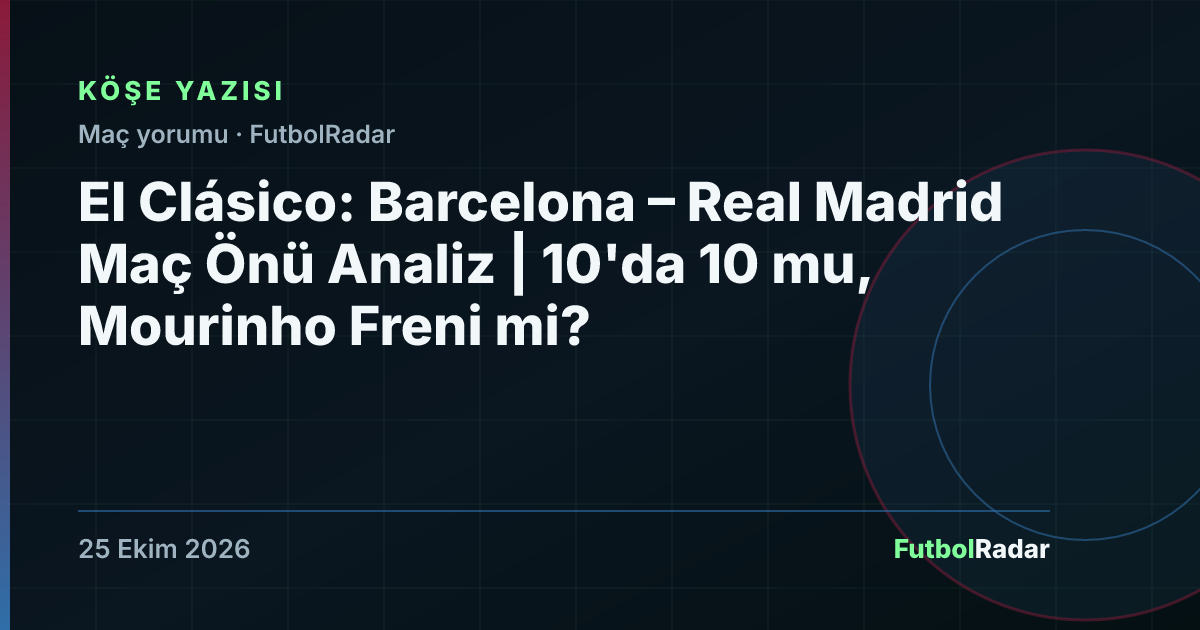 KÖŞE YAZISI
Maç yorumu · FutbolRadar
El Clásico: Barcelona – Real Madrid
Maç Önü Analiz | 10'da 10 mu,
Mourinho Freni mi?
25 Ekim 2026
FutbolRadar